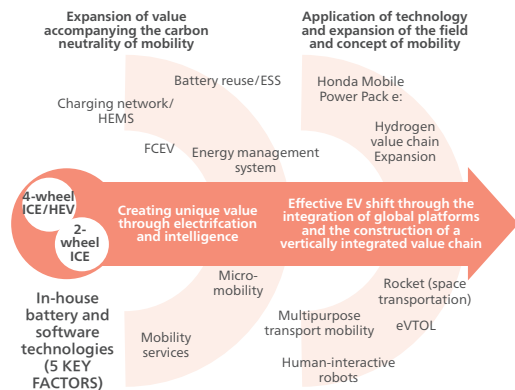 Expansion of value
accompanying the carbon
neutrality of mobility
Application of technology
and expansion of the field
and concept of mobility
Battery reuse/ESS
Charging network/
HEMS
FCEV
Energy management
system
Honda Mobile
Power Pack e:
Hydrogen
value chain
Expansion
4-wheel
ICE/HEV
2-
wheel
ICE
Creating unique value
through electrifcation
and intelligence
Effective EV shift through the
integration of global platforms
and the construction of a
vertically integrated value chain
In-house
battery and
software
technologies
(5 KEY
FACTORS)
Micro-
mobility
Mobility
services
Rocket (space
transportation)
Multipurpose
transport mobility
eVTOL
Human-interactive
robots